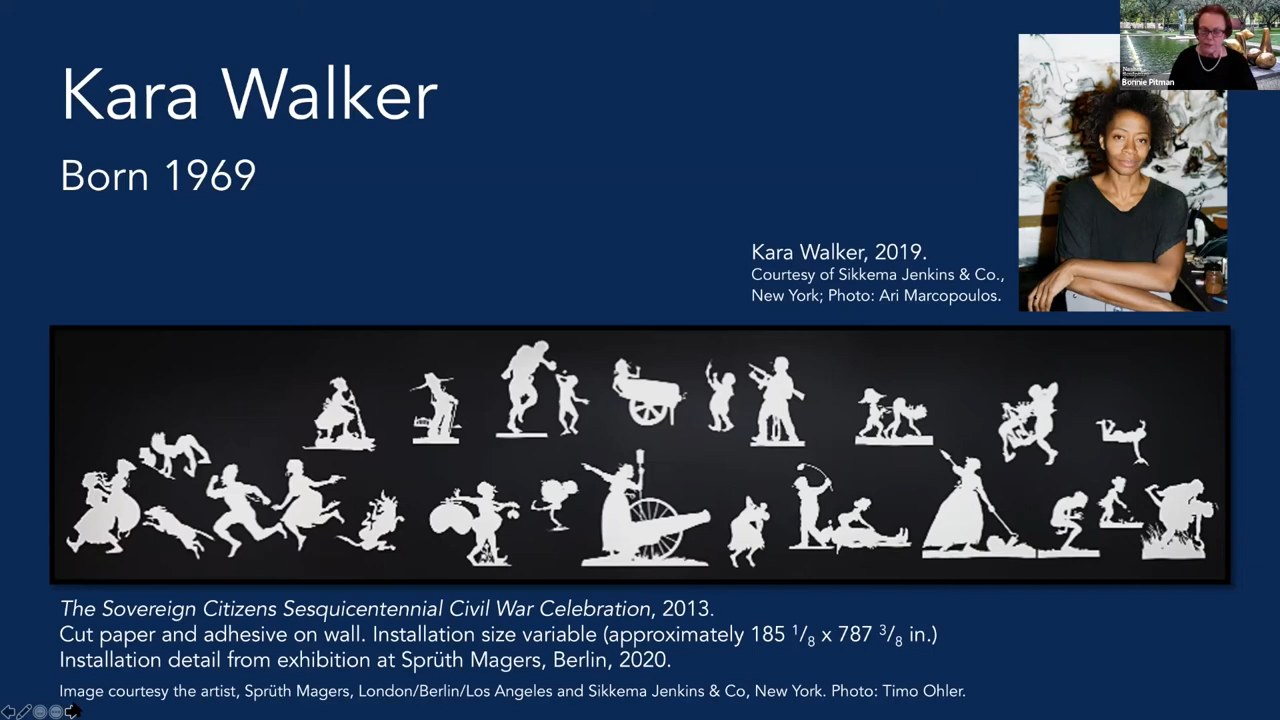 Kara Walker
Born 1969
Bonnie Pitman
Kara Walker, 2019.
Courtesy of Sikkema Jenkins & Co.,
New York; Photo: Ari Marcopoulos.
The Sovereign Citizens Sesquicentennial Civil War Celebration, 2013.
Cut paper and adhesive on wall. Installation size variable (approximately 185 1/8 x 787 3/8 in.)
Installation detail from exhibition at Sprüth Magers, Berlin, 2020.
Image courtesy the artist, Sprüth Magers, London/Berlin/Los Angeles and Sikkema Jenkins & Co, New York. Photo: Timo Ohler.